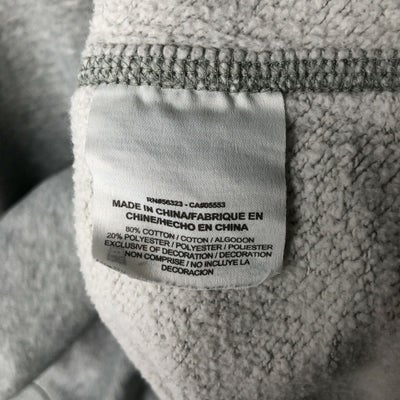 RN#56323 - CA#05553
MADE IN CHINA/FABRIQUE EN
CHINE/HECHO EN CHINA
80% COTTON / COTON / ALGODON
20% POLYESTER / POLYESTER / POLIESTER
EXCLUSIVE OF DECORATION / DECORATION
NON COMPRISE / NO INCLUYE LA
DECORACION